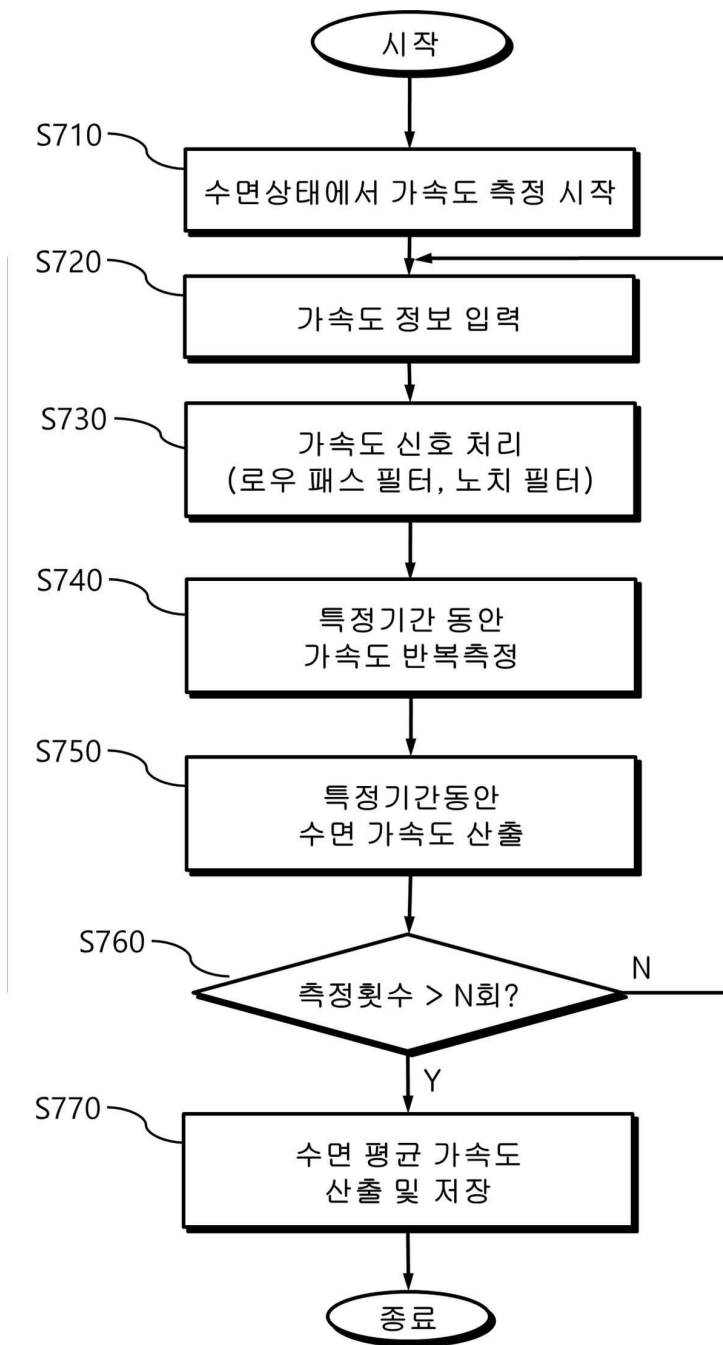 시작
S710
수면상태에서 가속도 측정 시작
S720
가속도 정보 입력
S730
가속도 신호 처리
(로우 패스 필터, 노치 필터)
S740
특정기간 동안
가속도 반복측정
S750
특정기간동안
수면 가속도 산출
S760
측정횟수 > N회?
N
Y
S770
수면 평균 가속도
산출 및 저장
종료